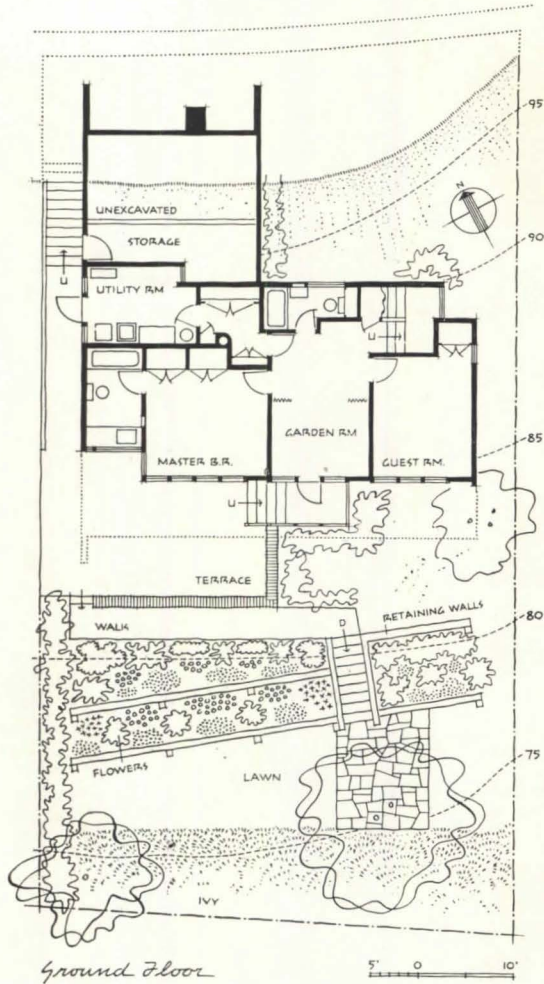 95
N
90
UNEXCAVATED
STORAGE
U
UTILITY RM
U
85
MASTER B.R.
GARDEN RM
GUEST RM.
U
TERRACE
WALK
RETAINING WALLS
80
D
FLOWERS
LAWN
75
IVY
Ground Floor
5' 0 10'